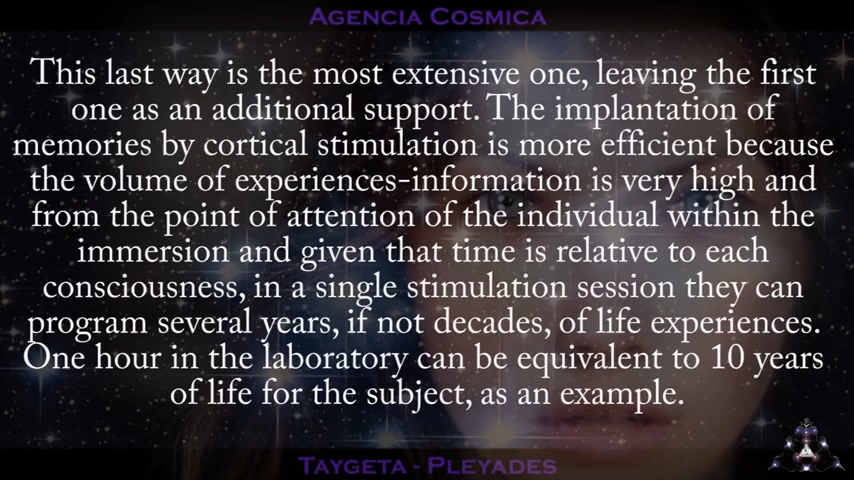 Agencia Cosmica
This last way is the most extensive one, leaving the first
one as an additional support. The implantation of
memories by cortical stimulation is more efficient because
the volume of experiences-information is very high and
from the point of attention of the individual within the
immersion and given that time is relative to each
consciousness, in a single stimulation session they can
program several years, if not decades, of life experiences.
One hour in the laboratory can be equivalent to 10 years
of life for the subject, as an example.
Taygeta - Pleyades